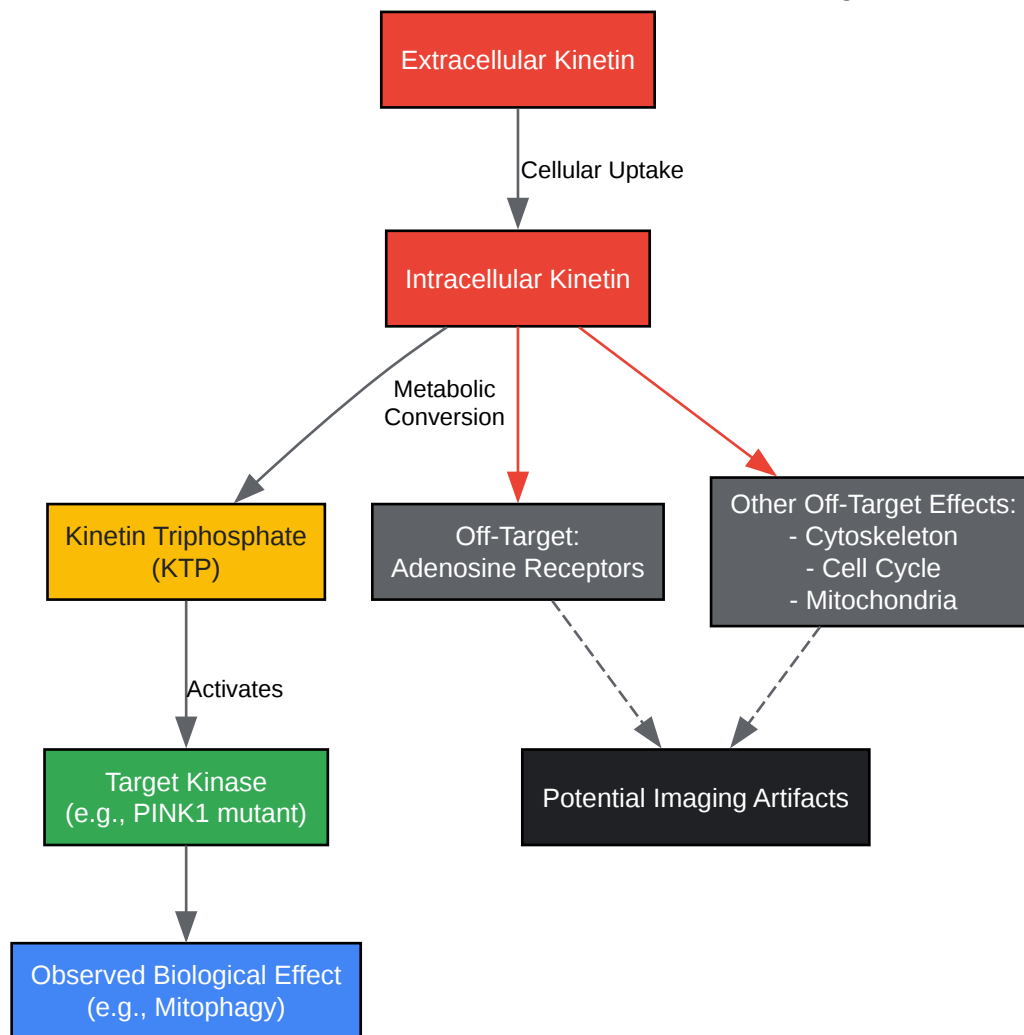 Extracellular Kinetin
Cellular Uptake
Intracellular Kinetin
Metabolic
Conversion
Kinetin Triphosphate
(KTP)
Off-Target:
Adenosine Receptors
Other Off-Target Effects:
- Cytoskeleton
- Cell Cycle
- Mitochondria
Activates
Target Kinase
(e.g., PINK1 mutant)
Potential Imaging Artifacts
Observed Biological Effect
(e.g., Mitophagy)